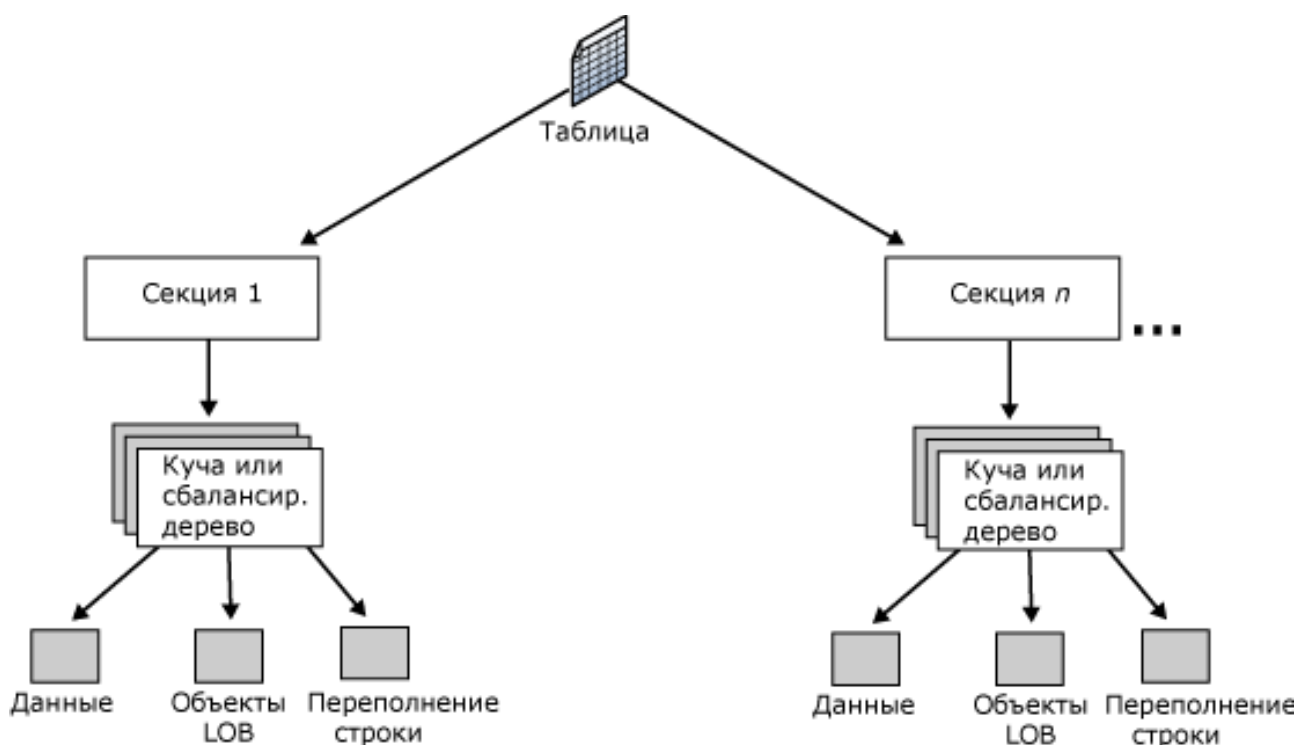 Таблица
Секция 1
Секция n
...
Куча или
сбалансир.
дерево
Куча или
сбалансир.
дерево
Данные
Объекты
LOB
Переполнение
строки
Данные
Объекты
LOB
Переполнение
строки